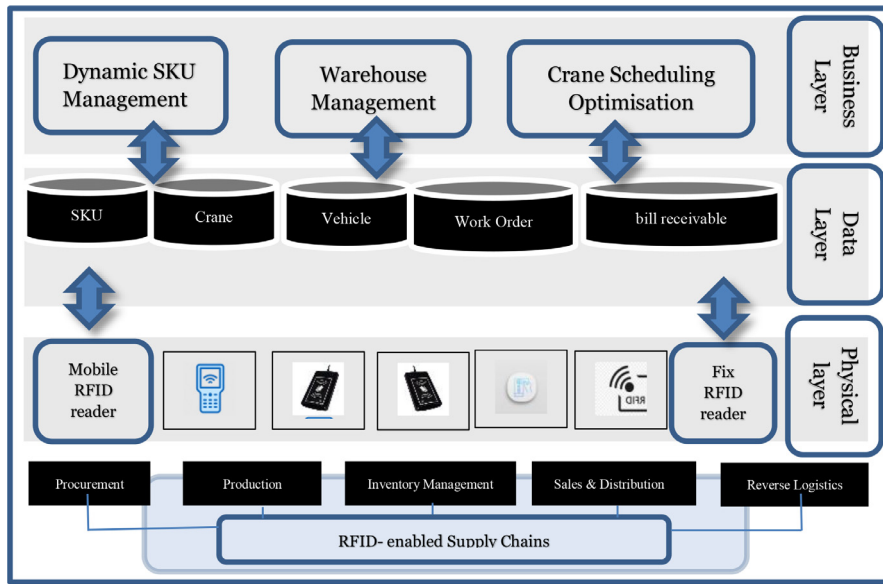 Dynamic SKU
Management
Warehouse
Management
Crane Scheduling
Optimisation
Business
Layer
SKU
Crane
Vehicle
Work Order
bill receivable
Data
Layer
Mobile
RFID
reader
RFID
Fix
RFID
reader
Physical
layer
Procurement
Production
Inventory Management
Sales & Distribution
Reverse Logistics
RFID- enabled Supply Chains